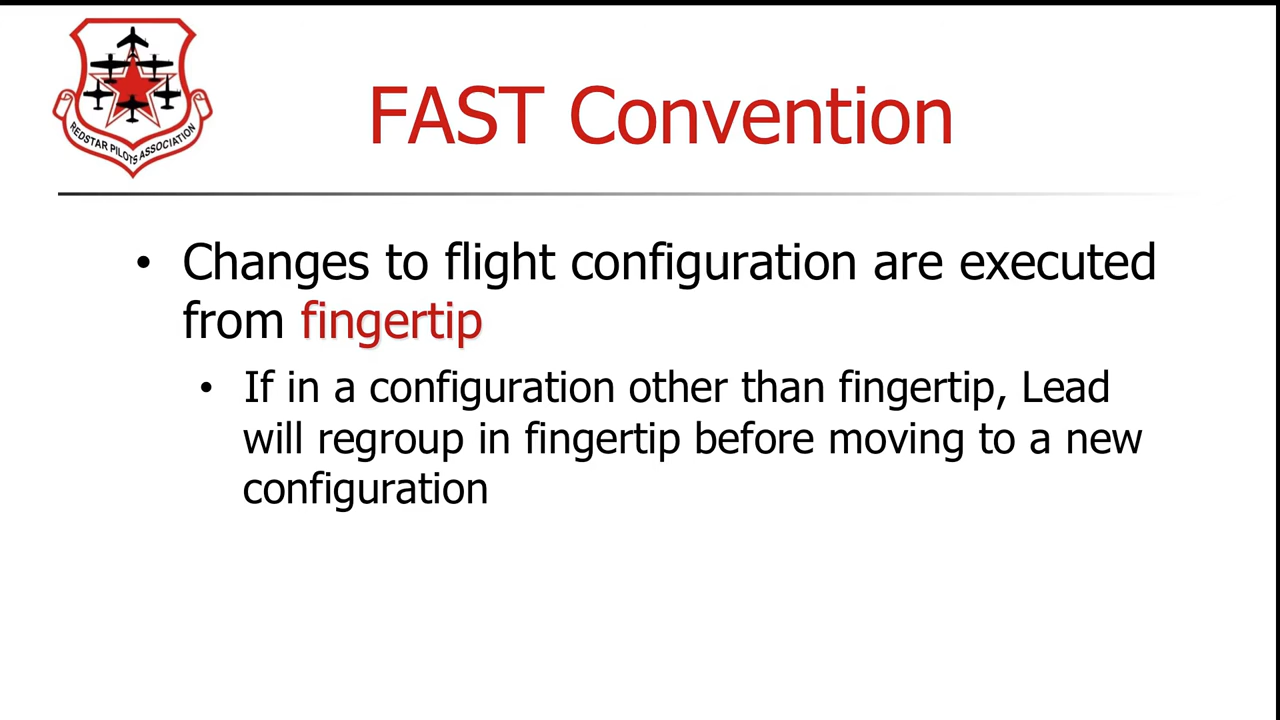 REDSTAR PILOTS ASSOCIATION
FAST Convention
• Changes to flight configuration are executed
from fingertip
• If in a configuration other than fingertip, Lead
will regroup in fingertip before moving to a new
configuration